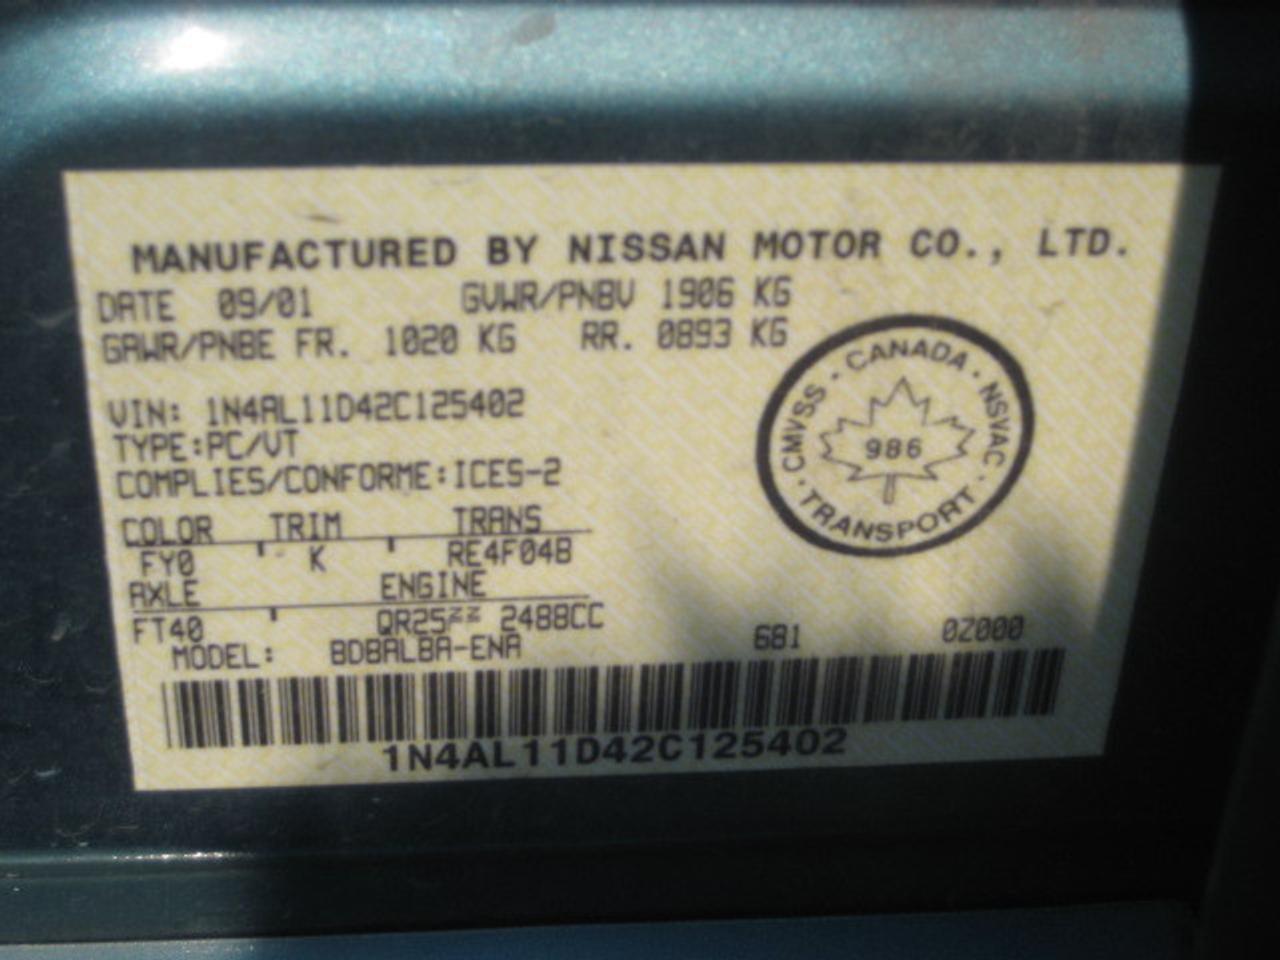 MANUFACTURED BY NISSAN MOTOR CO., LTD.
DATE 09/01 GVWR/PNBV 1906 KG
GAWR/PNBE FR. 1020 KG RR. 0893 KG
VIN: 1N4AL11D42C125402
TYPE:PC/VT
COMPLIES/CONFORME:ICES-2
CANADA · NSVAC · TRANSPORT · CMVSS ·
986
COLOR TRIM TRANS
FY0 K RE4F04B
AXLE ENGINE
FT40 QR25 2488CC
MODEL: BDBALBA-ENA 6B1 0Z000
1N4AL11D42C125402